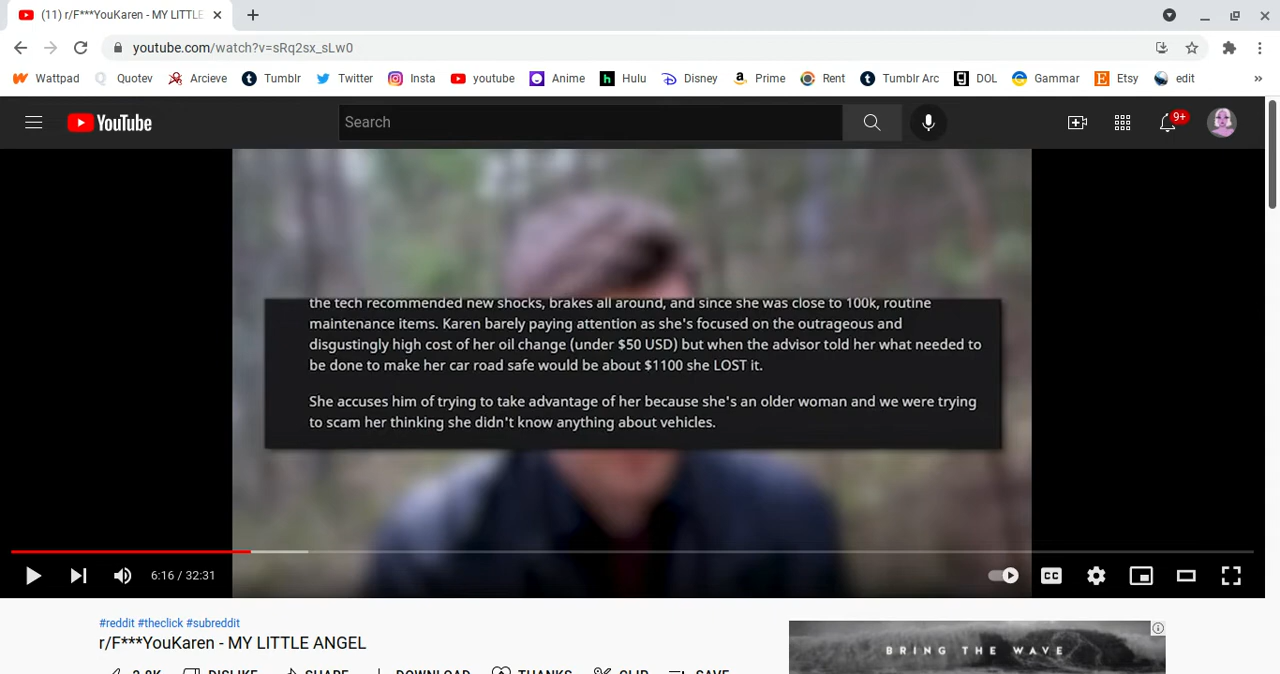 (11) r/F***YouKaren - MY LITTLE
youtube.com/watch?v=sRq2sx_sLw0
Wattpad Quotev Arcieve Tumblr Twitter Insta youtube Anime Hulu Disney Prime Rent Tumblr Arc DOL Gammar Etsy edit »
YouTube
Search
9+
the tech recommended new shocks, brakes all around, and since she was close to 100k, routine
maintenance items. Karen barely paying attention as she's focused on the outrageous and
disgustingly high cost of her oil change (under $50 USD) but when the advisor told her what needed to
be done to make her car road safe would be about $1100 she LOST it.
She accuses him of trying to take advantage of her because she's an older woman and we were trying
to scam her thinking she didn't know anything about vehicles.
6:16 / 32:31
CC
#reddit #theclick #subreddit
r/F***YouKaren - MY LITTLE ANGEL
BRING THE WAVE
DISLIKE SHARE DOWNLOAD THANKS CLIP SAVE